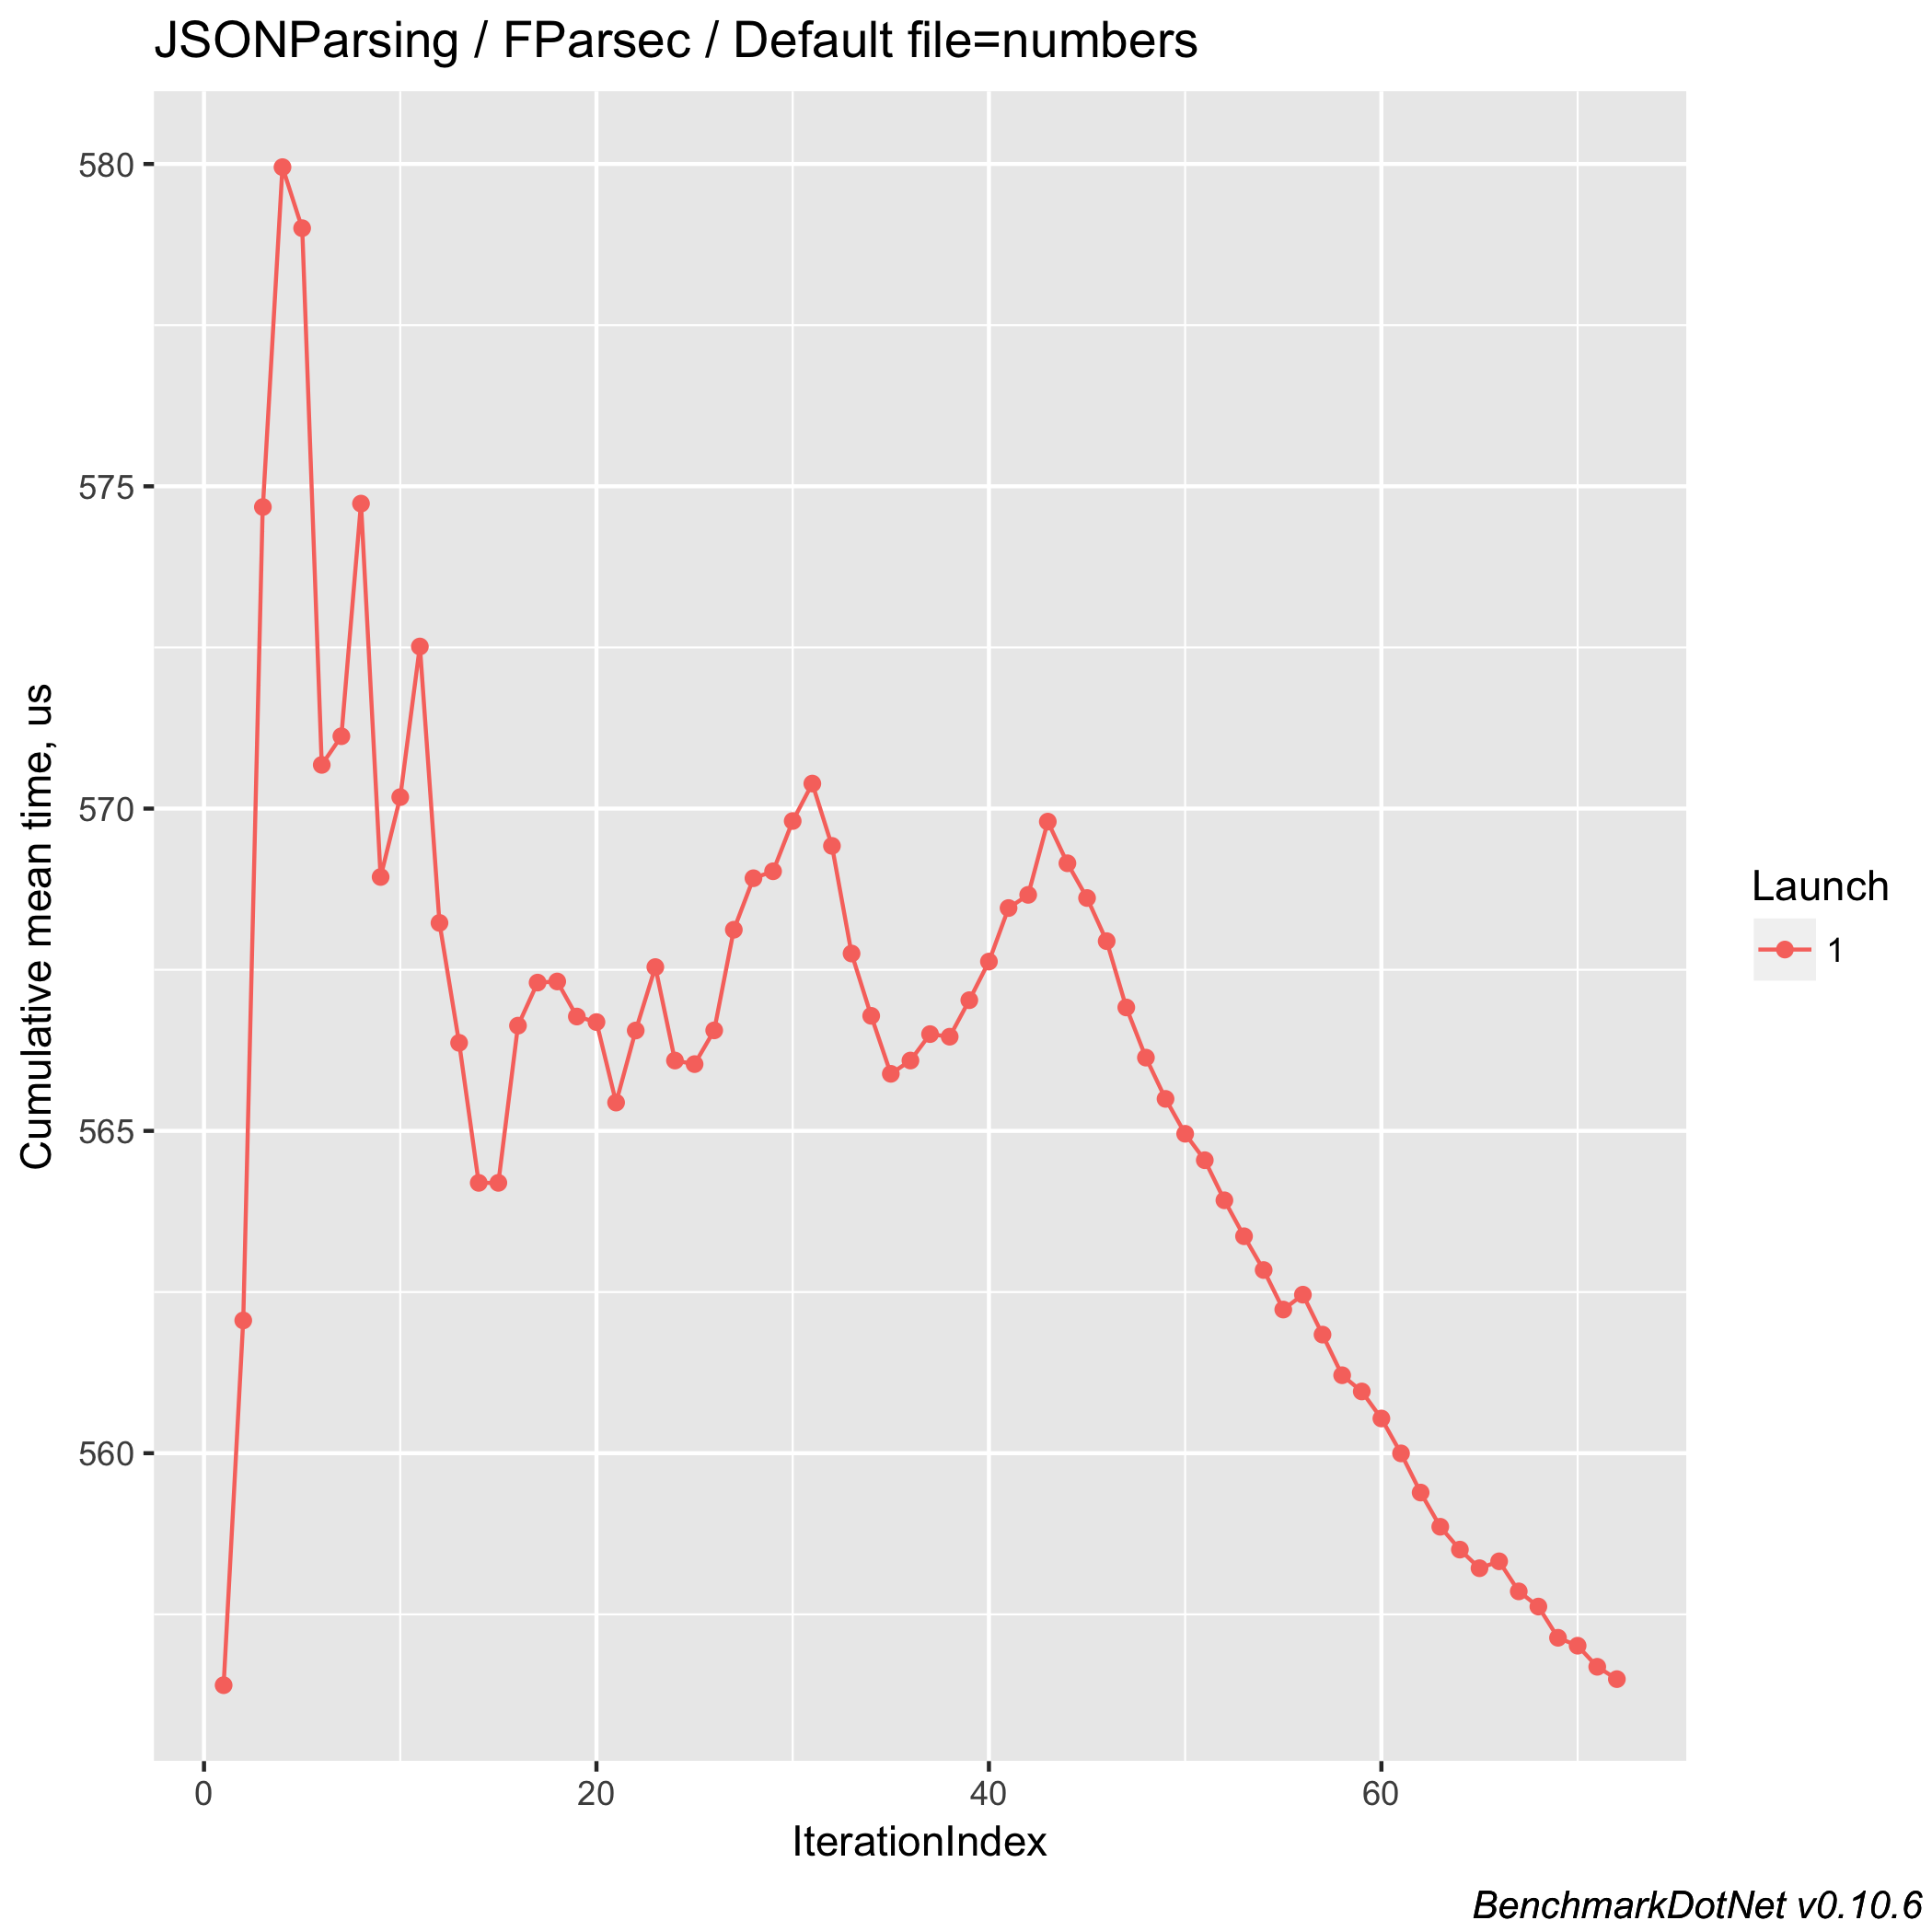 JSONParsing / FParsec / Default file=numbers
580
575
570
565
560
Cumulative mean time, us
0 20 40 60
IterationIndex
Launch
1
BenchmarkDotNet v0.10.6